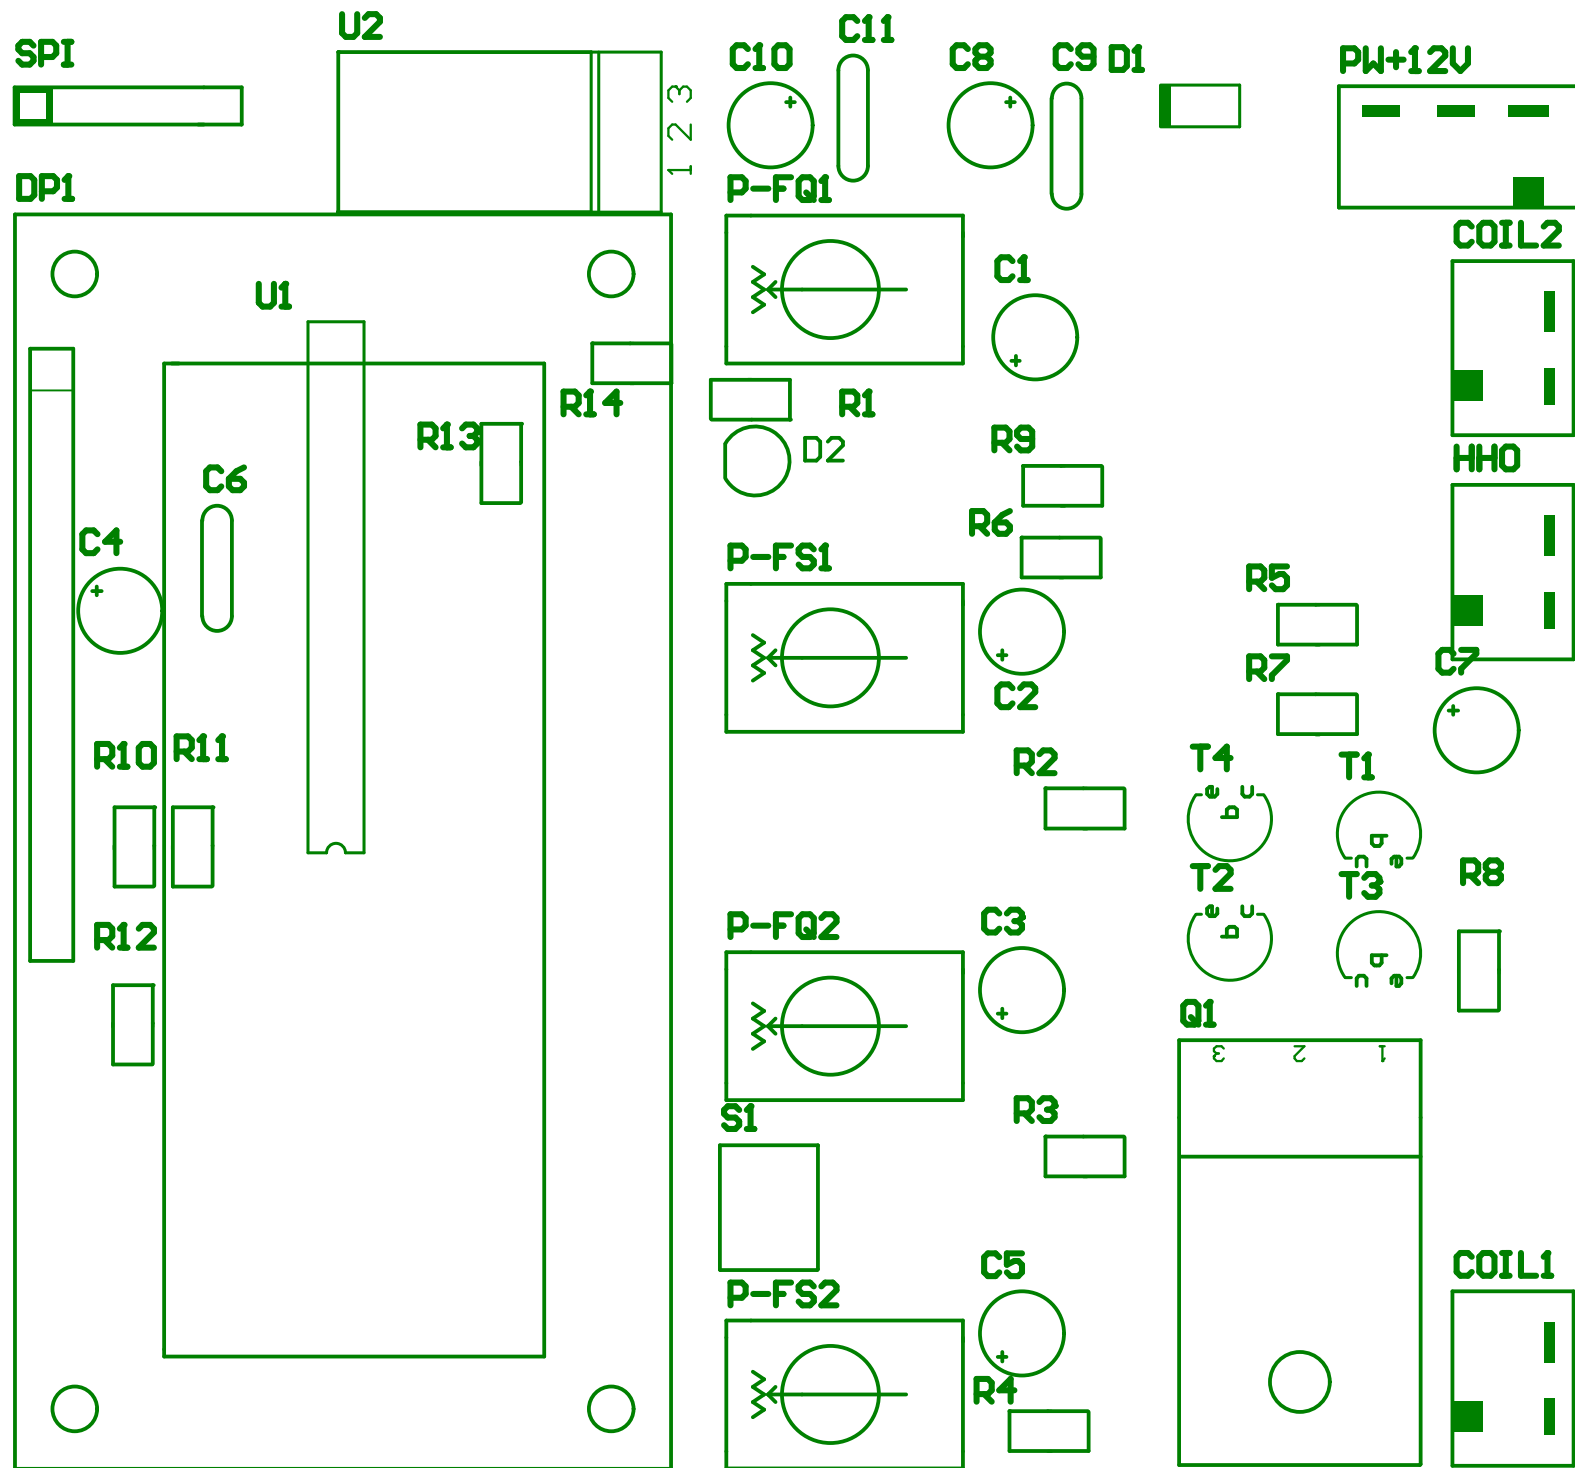 U2
C11
SPI
C10
C8
C9
D1
PW+12V
1 2 3
DP1
P-FQ1
COIL2
C1
U1
R14
R1
R13
D2
R9
HHO
C6
R6
C4
P-FS1
R5
R7
C7
C2
R10
R11
R2
T4
T1
e c
b
b
c e
R8
T2
T3
e c
b
b
c e
R12
P-FQ2
C3
Q1
3 2 1
S1
R3
C5
COIL1
P-FS2
R4